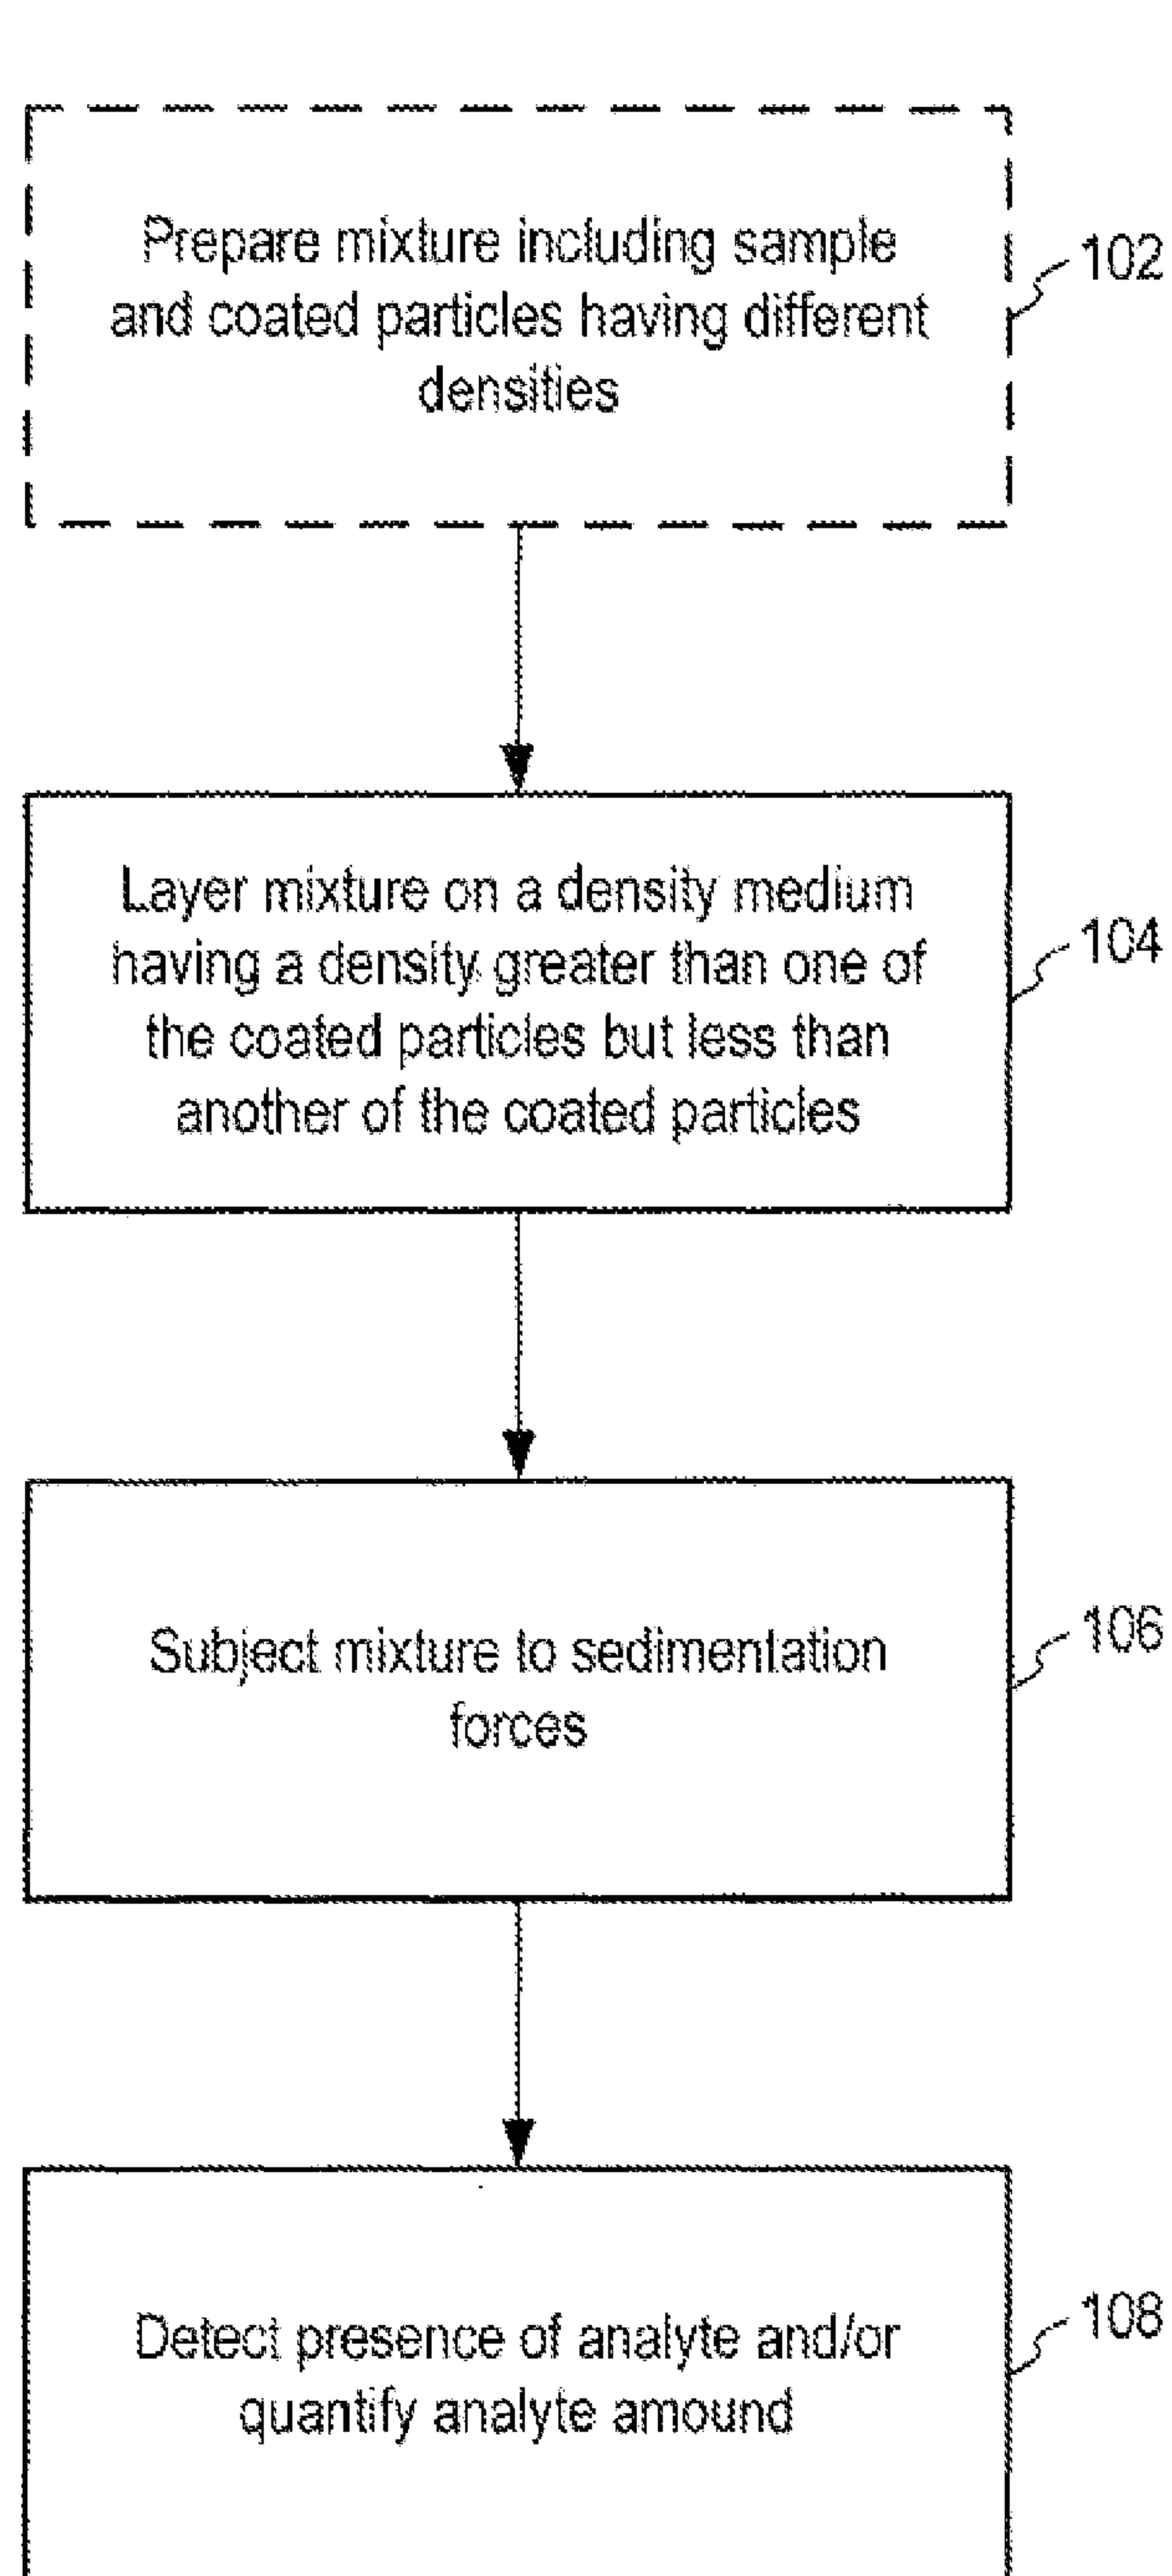 Prepare mixture including sample
and coated particles having different
densities
102
Layer mixture on a density medium
having a density greater than one of
the coated particles but less than
another of the coated particles
104
Subject mixture to sedimentation
forces
106
Detect presence of analyte and/or
quantify analyte amound
108